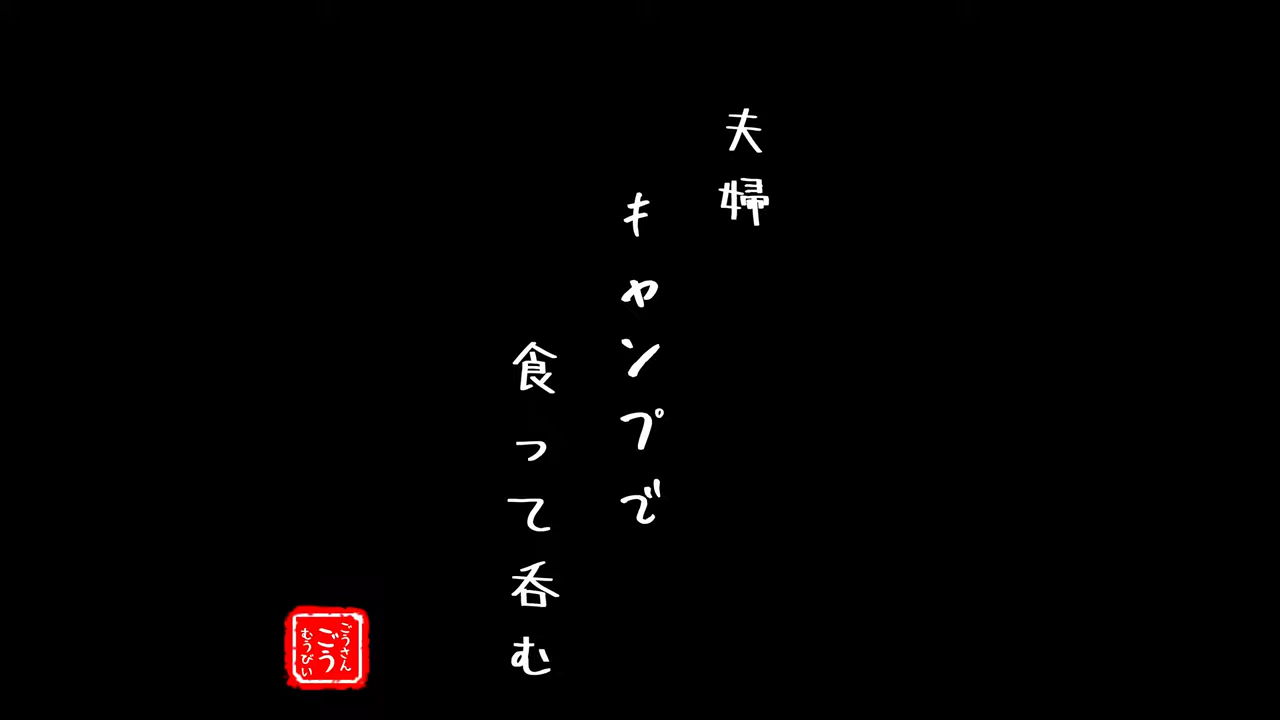 夫婦
キャンプで
食って呑む
ごうさん
ごう
むうびい